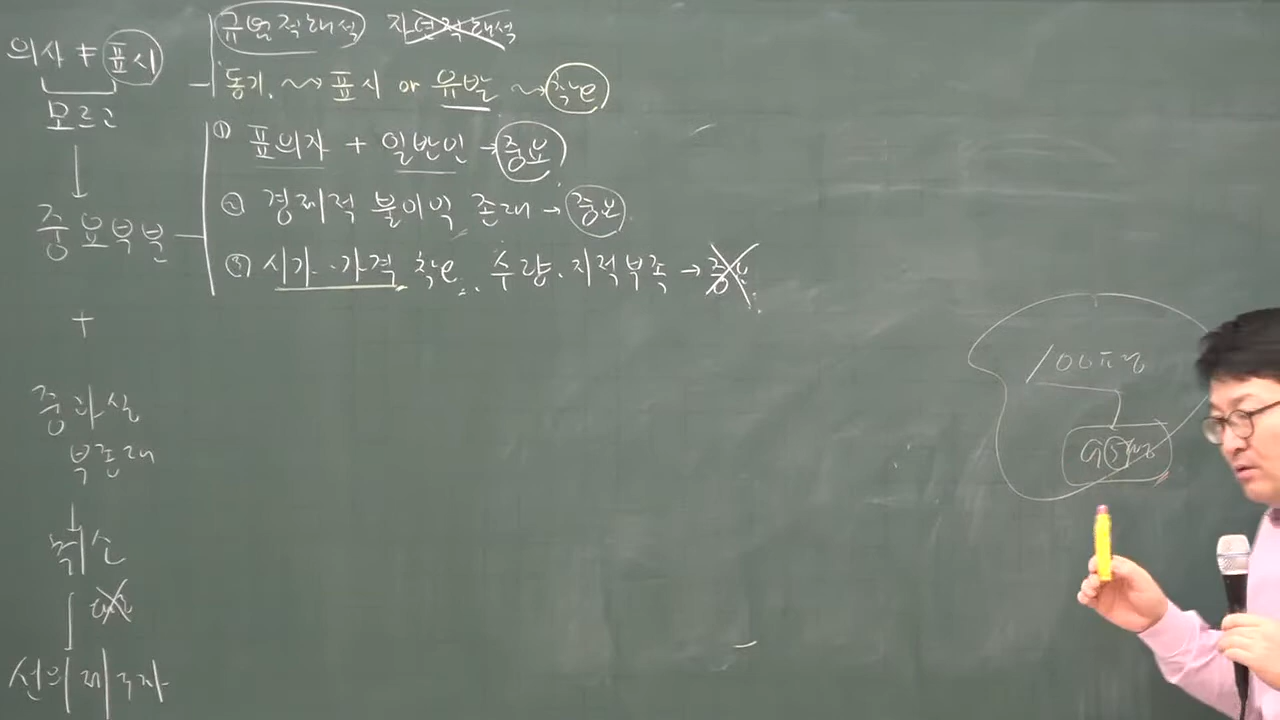 규범적해석 자연적해석
의사 ≠ 표시
동기 → 표시 or 유발 → 착e
모르고
① 표의자 + 일반인 → 중요
② 경제적 불이익 존재 → 중요
중요부분
③ 시가·가격 착e, 수량·지적부족 → 중요
+
100평
중과실
부존재
취소
선의 제3자